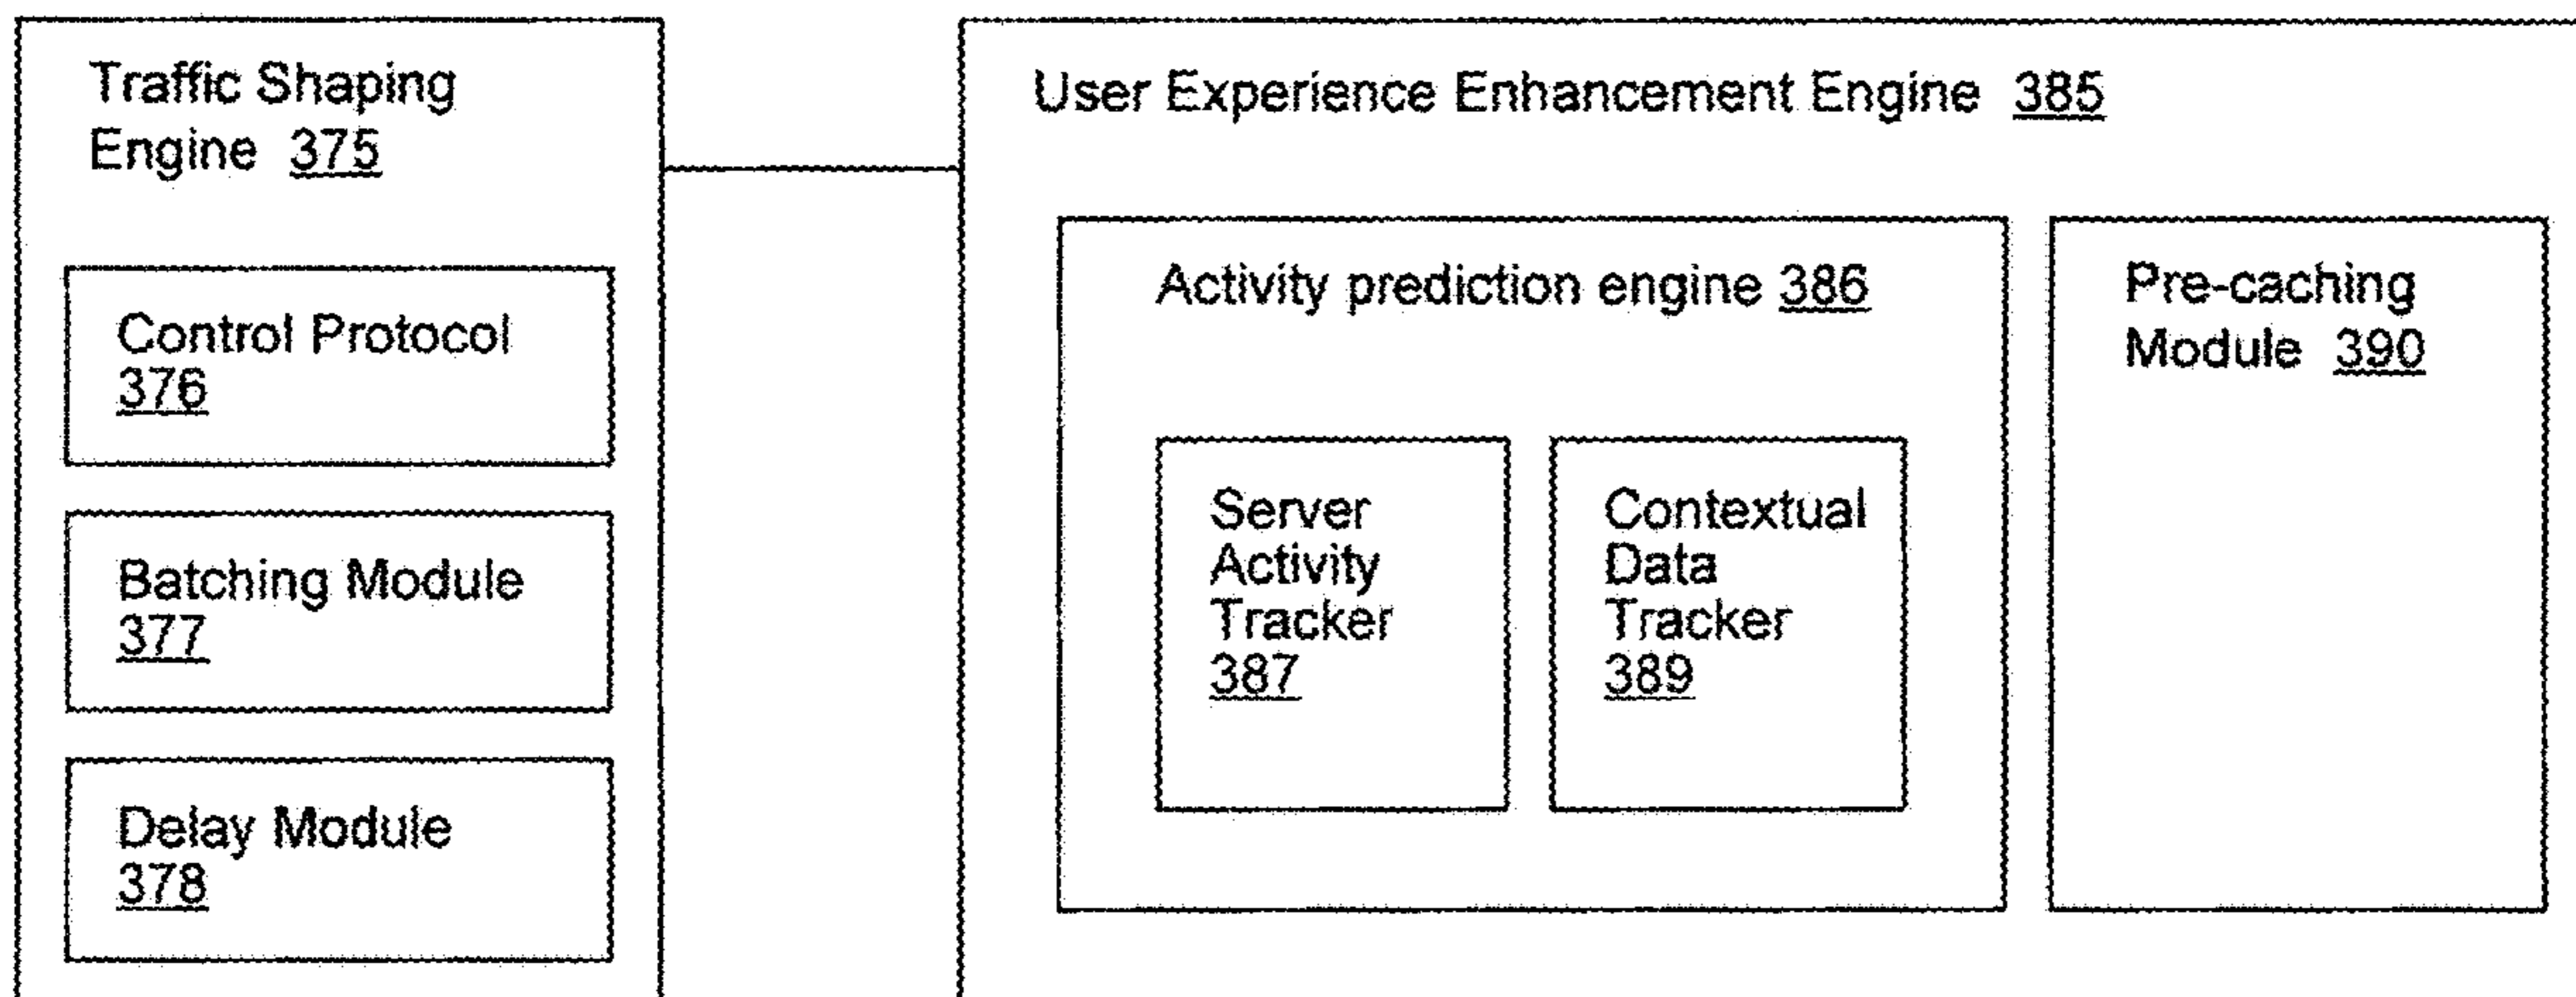 Traffic Shaping
Engine 375
Control Protocol
376
Batching Module
377
Delay Module
378
User Experience Enhancement Engine 385
Activity prediction engine 386
Server
Activity
Tracker
387
Contextual
Data
Tracker
389
Pre-caching
Module 390